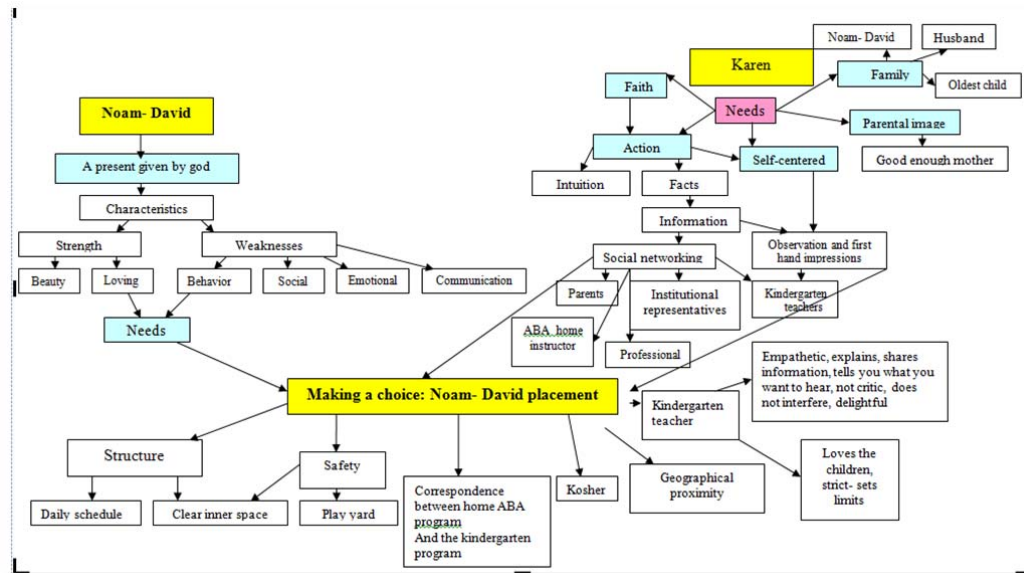 Noam- David
Husband
Karen
Family
Faith
Oldest child
Needs
Noam- David
Parental image
A present given by god
Action
Self-centered
Good enough mother
Intuition
Facts
Characteristics
Information
Strength
Weaknesses
Social networking
Observation and first
hand impressions
Beauty
Loving
Behavior
Social
Emotional
Communication
Parents
Institutional
representatives
Kindergarten
teachers
Needs
ABA home
instructor
Professional
Empathetic, explains, shares
information, tells you what you
want to hear, not critic, does
not interfere, delightful
Making a choice: Noam- David placement
Kindergarten
teacher
Structure
Safety
Loves the
children,
strict- sets
limits
Geographical
proximity
Kosher
Correspondence
between home ABA
program
And the kindergarten
program
Daily schedule
Clear inner space
Play yard